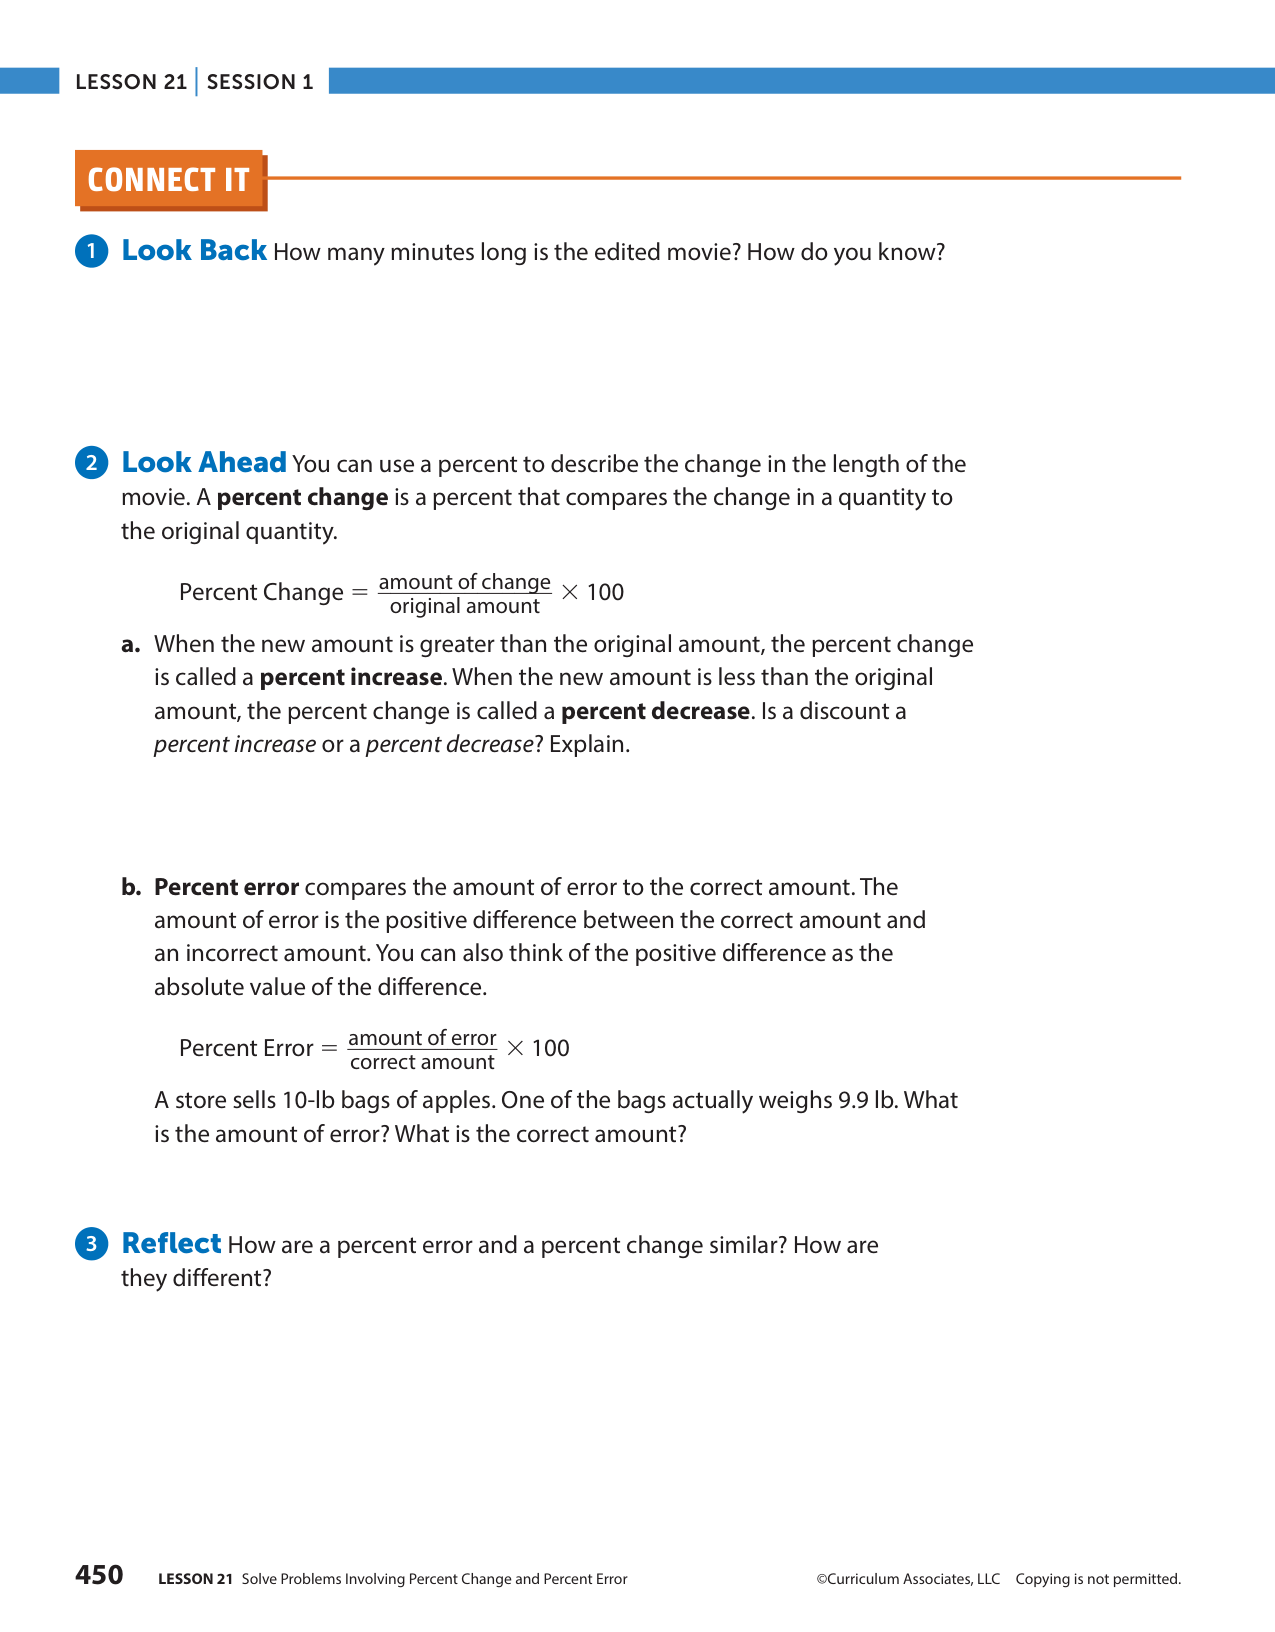 LESSON 21 | SESSION 1
CONNECT IT
1 Look Back How many minutes long is the edited movie? How do you know?
2 Look Ahead You can use a percent to describe the change in the length of the
movie. A percent change is a percent that compares the change in a quantity to
the original quantity.
Percent Change = amount of change / original amount × 100
a. When the new amount is greater than the original amount, the percent change
is called a percent increase. When the new amount is less than the original
amount, the percent change is called a percent decrease. Is a discount a
percent increase or a percent decrease? Explain.
b. Percent error compares the amount of error to the correct amount. The
amount of error is the positive difference between the correct amount and
an incorrect amount. You can also think of the positive difference as the
absolute value of the difference.
Percent Error = amount of error / correct amount × 100
A store sells 10-lb bags of apples. One of the bags actually weighs 9.9 lb. What
is the amount of error? What is the correct amount?
3 Reflect How are a percent error and a percent change similar? How are
they different?
450 LESSON 21 Solve Problems Involving Percent Change and Percent Error ©Curriculum Associates, LLC Copying is not permitted.